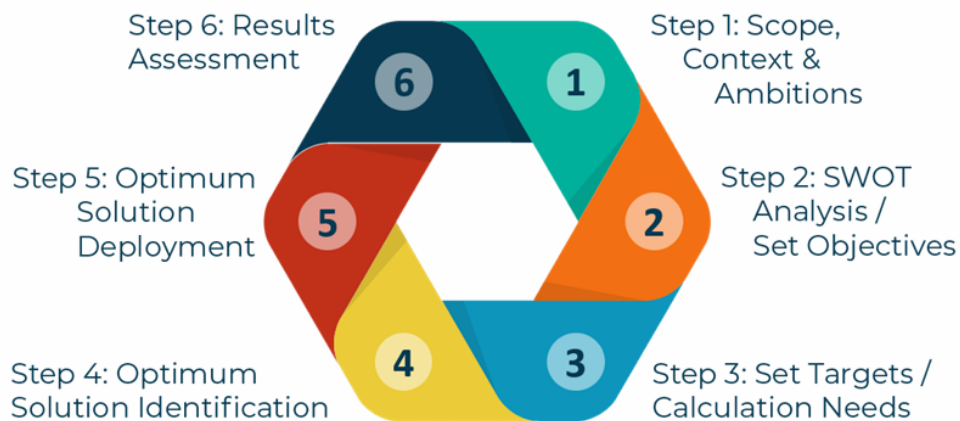 Step 1: Scope,
Context &
Ambitions
Step 2: SWOT
Analysis /
Set Objectives
Step 3: Set Targets /
Calculation Needs
Step 4: Optimum
Solution Identification
Step 5: Optimum
Solution
Deployment
Step 6: Results
Assessment
1
2
3
4
5
6